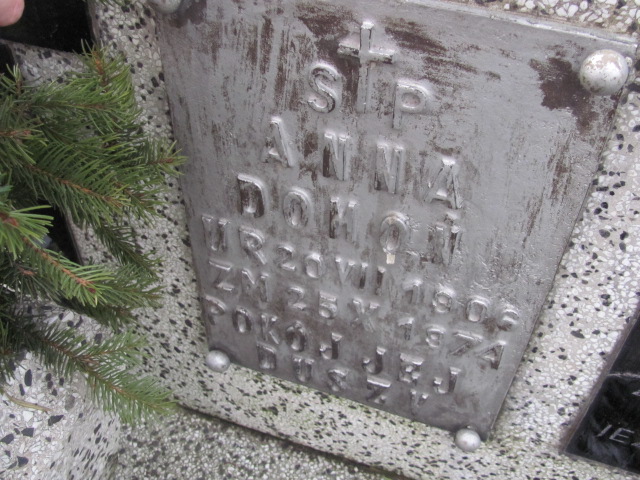 S P
ANNA
DOMOŃ
UR 20 VIII 1906
ZM 25 X 1974
POKÓJ JEJ
DUSZY